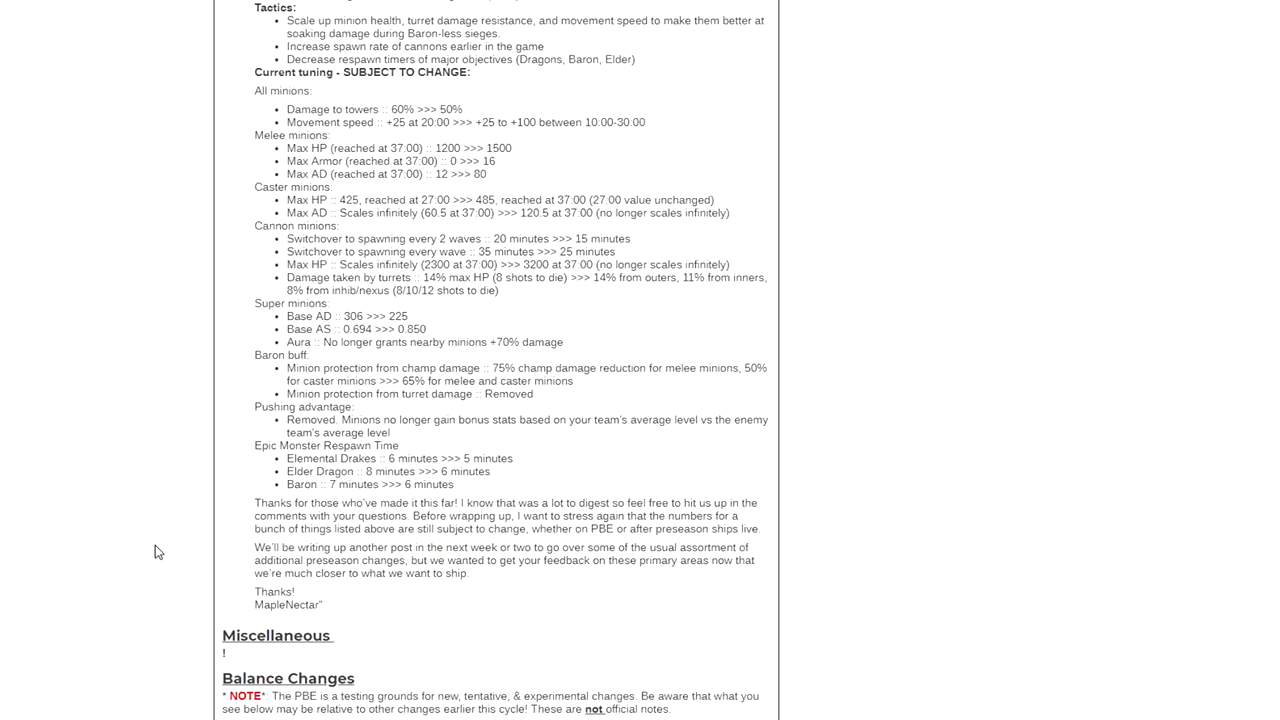 Tactics:
• Scale up minion health, turret damage resistance, and movement speed to make them better at
soaking damage during Baron-less sieges.
• Increase spawn rate of cannons earlier in the game
• Decrease respawn timers of major objectives (Dragons, Baron, Elder)
Current tuning - SUBJECT TO CHANGE:
All minions:
• Damage to towers :: 60% >>> 50%
• Movement speed :: +25 at 20:00 >>> +25 to +100 between 10:00-30:00
Melee minions:
• Max HP (reached at 37:00) :: 1200 >>> 1500
• Max Armor (reached at 37:00) :: 0 >>> 16
• Max AD (reached at 37:00) :: 12 >>> 80
Caster minions:
• Max HP :: 425, reached at 27:00 >>> 485, reached at 37:00 (27:00 value unchanged)
• Max AD :: Scales infinitely (60.5 at 37:00) >>> 120.5 at 37:00 (no longer scales infinitely)
Cannon minions:
• Switchover to spawning every 2 waves :: 20 minutes >>> 15 minutes
• Switchover to spawning every wave :: 35 minutes >>> 25 minutes
• Max HP :: Scales infinitely (2300 at 37:00) >>> 3200 at 37:00 (no longer scales infinitely)
• Damage taken by turrets :: 14% max HP (8 shots to die) >>> 14% from outers, 11% from inners,
8% from inhib/nexus (8/10/12 shots to die)
Super minions:
• Base AD :: 306 >>> 225
• Base AS :: 0.694 >>> 0.850
• Aura :: No longer grants nearby minions +70% damage
Baron buff:
• Minion protection from champ damage :: 75% champ damage reduction for melee minions, 50%
for caster minions >>> 65% for melee and caster minions
• Minion protection from turret damage :: Removed
Pushing advantage:
• Removed. Minions no longer gain bonus stats based on your team's average level vs the enemy
team's average level
Epic Monster Respawn Time
• Elemental Drakes :: 6 minutes >>> 5 minutes
• Elder Dragon :: 8 minutes >>> 6 minutes
• Baron :: 7 minutes >>> 6 minutes
Thanks for those who've made it this far! I know that was a lot to digest so feel free to hit us up in the
comments with your questions. Before wrapping up, I want to stress again that the numbers for a
bunch of things listed above are still subject to change, whether on PBE or after preseason ships live.
We'll be writing up another post in the next week or two to go over some of the usual assortment of
additional preseason changes, but we wanted to get your feedback on these primary areas now that
we're much closer to what we want to ship.
Thanks!
MapleNectar"
Miscellaneous
!
Balance Changes
* NOTE*: The PBE is a testing grounds for new, tentative, & experimental changes. Be aware that what you
see below may be relative to other changes earlier this cycle! These are not official notes.